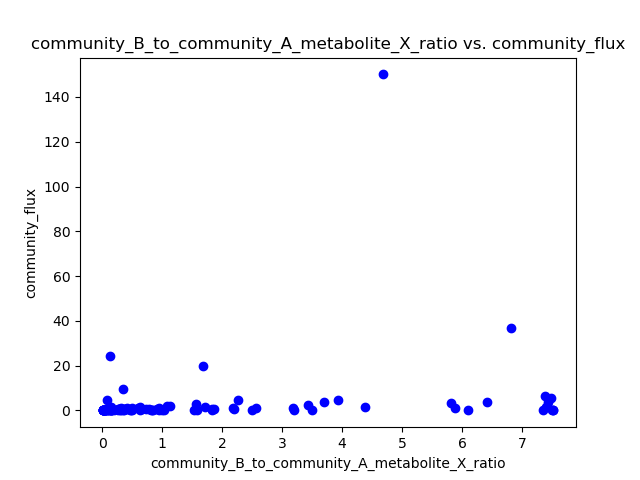 community_B_to_community_A_metabolite_X_ratio vs. community_flux
140
120
100
80
60
40
20
0
community_flux
0 1 2 3 4 5 6 7
community_B_to_community_A_metabolite_X_ratio